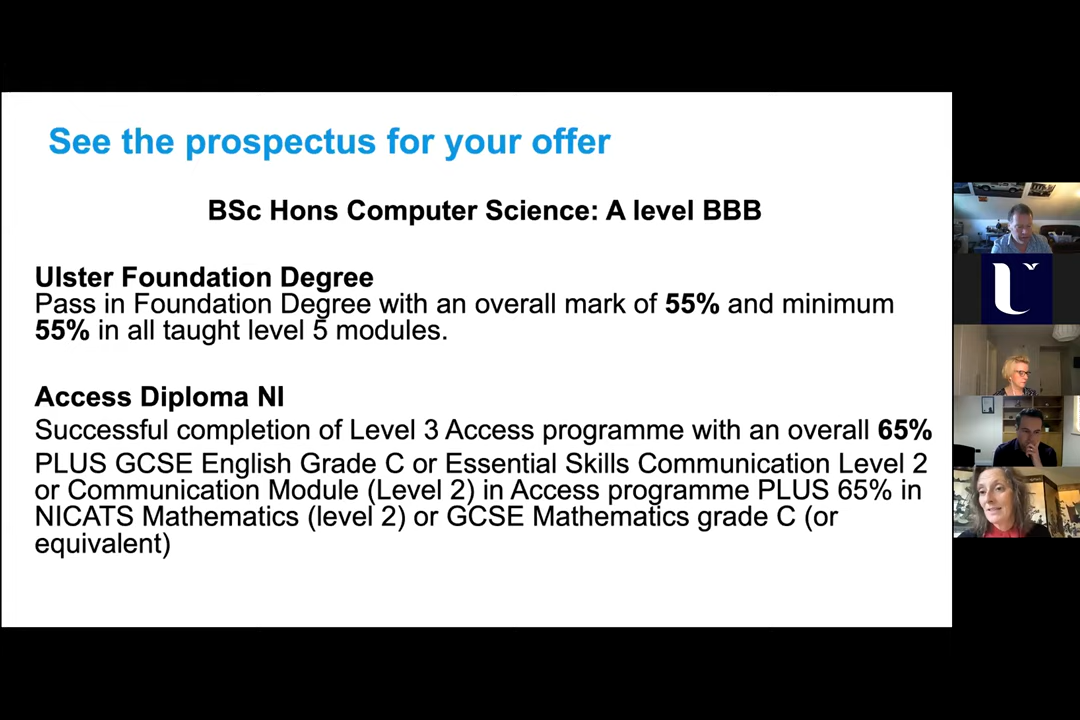 See the prospectus for your offer
BSc Hons Computer Science: A level BBB
Ulster Foundation Degree
Pass in Foundation Degree with an overall mark of 55% and minimum
55% in all taught level 5 modules.
Access Diploma NI
Successful completion of Level 3 Access programme with an overall 65%
PLUS GCSE English Grade C or Essential Skills Communication Level 2
or Communication Module (Level 2) in Access programme PLUS 65% in
NICATS Mathematics (level 2) or GCSE Mathematics grade C (or
equivalent)